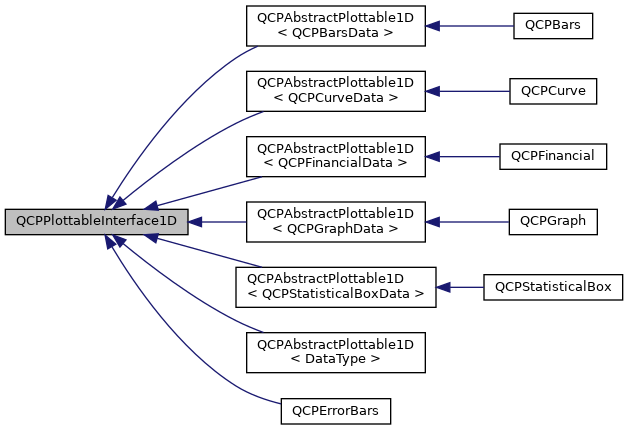 QCPAbstractPlottable1D
< QCPBarsData >
QCPBars
QCPAbstractPlottable1D
< QCPCurveData >
QCPCurve
QCPAbstractPlottable1D
< QCPFinancialData >
QCPFinancial
QCPPlottableInterface1D
QCPAbstractPlottable1D
< QCPGraphData >
QCPGraph
QCPAbstractPlottable1D
< QCPStatisticalBoxData >
QCPStatisticalBox
QCPAbstractPlottable1D
< DataType >
QCPErrorBars